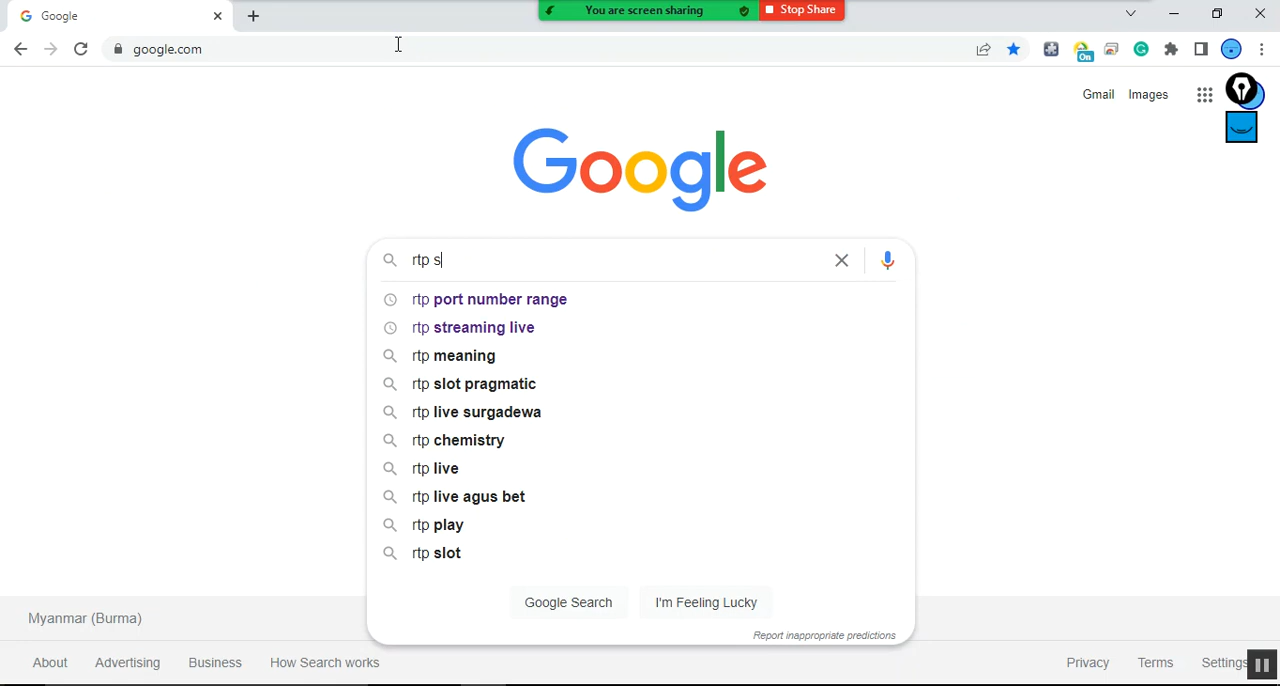 Google
You are screen sharing
Stop Share
google.com
On
Gmail
Images
Google
rtp s
rtp port number range
rtp streaming live
rtp meaning
rtp slot pragmatic
rtp live surgadewa
rtp chemistry
rtp live
rtp live agus bet
rtp play
rtp slot
Google Search
I'm Feeling Lucky
Report inappropriate predictions
Myanmar (Burma)
About
Advertising
Business
How Search works
Privacy
Terms
Settings